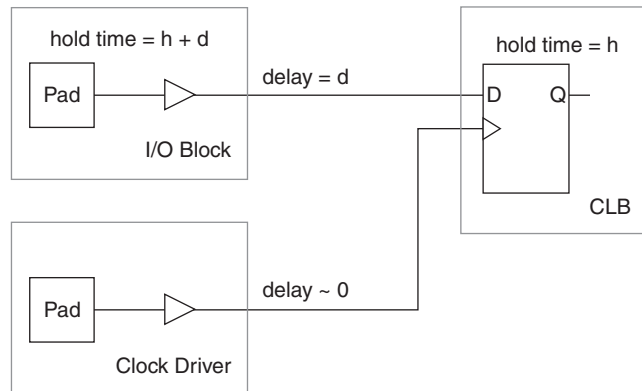 hold time = h + d
Pad
I/O Block
delay = d
hold time = h
D Q
CLB
Pad
Clock Driver
delay ~ 0